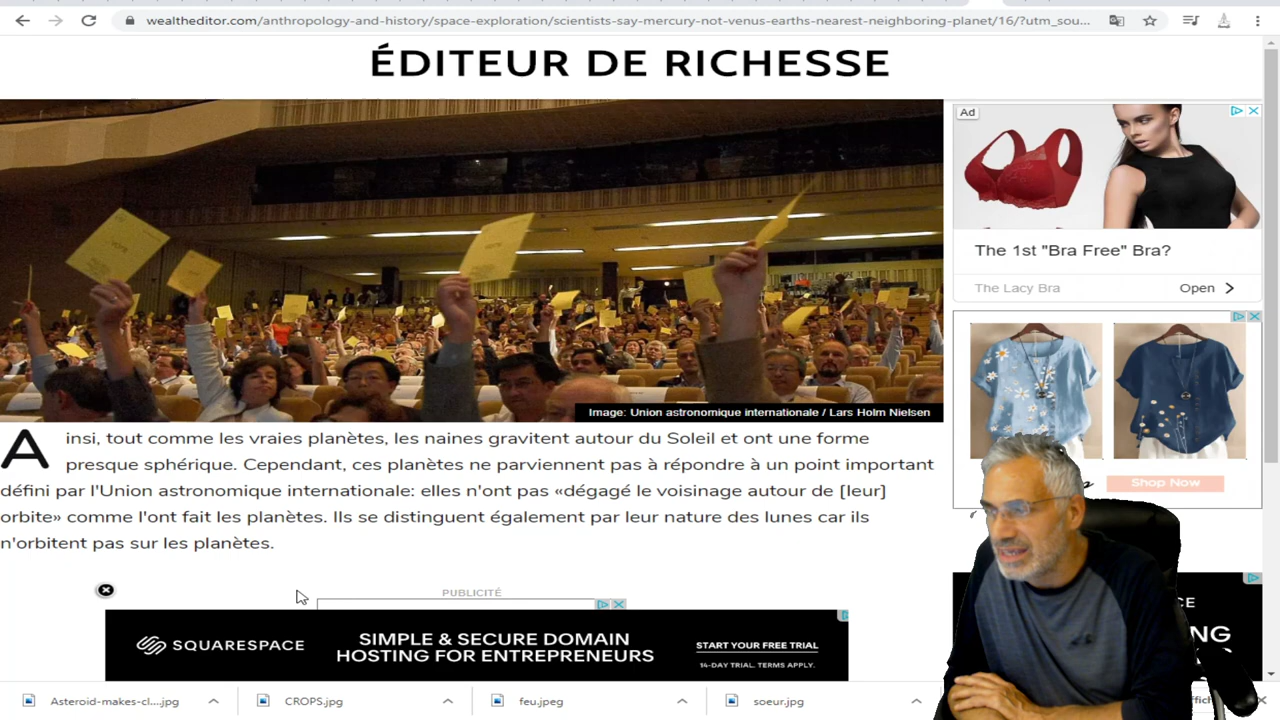 wealtheditor.com/anthropology-and-history/space-exploration/scientists-say-mercury-not-venus-earths-nearest-neighboring-planet/16/?utm_sou...
ÉDITEUR DE RICHESSE
Image: Union astronomique internationale / Lars Holm Nielsen
Ainsi, tout comme les vraies planètes, les naines gravitent autour du Soleil et ont une forme
presque sphérique. Cependant, ces planètes ne parviennent pas à répondre à un point important
défini par l'Union astronomique internationale: elles n'ont pas «dégagé le voisinage autour de [leur]
orbite» comme l'ont fait les planètes. Ils se distinguent également par leur nature des lunes car ils
n'orbitent pas sur les planètes.
PUBLICITÉ
SQUARESPACE
SIMPLE & SECURE DOMAIN
HOSTING FOR ENTREPRENEURS
START YOUR FREE TRIAL
14-DAY TRIAL. TERMS APPLY.
Ad
The 1st "Bra Free" Bra?
The Lacy Bra
Open
Shop Now
CE
NG
Asteroid-makes-cl....jpg
CROPS.jpg
feu.jpeg
soeur.jpg